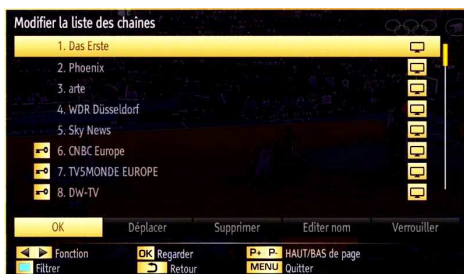 Modifier la liste des chaînes
1. Das Erste
2. Phoenix
3. arte
4. WDR Düsseldorf
5. Sky News
6. CNBC Europe
7. TV5MONDE EUROPE
8. DW-TV
OK Déplacer Supprimer Editer nom Verrouiller
Fonction OK Regarder P+ P- HAUT/BAS de page
Filtrer Retour MENU Quitter